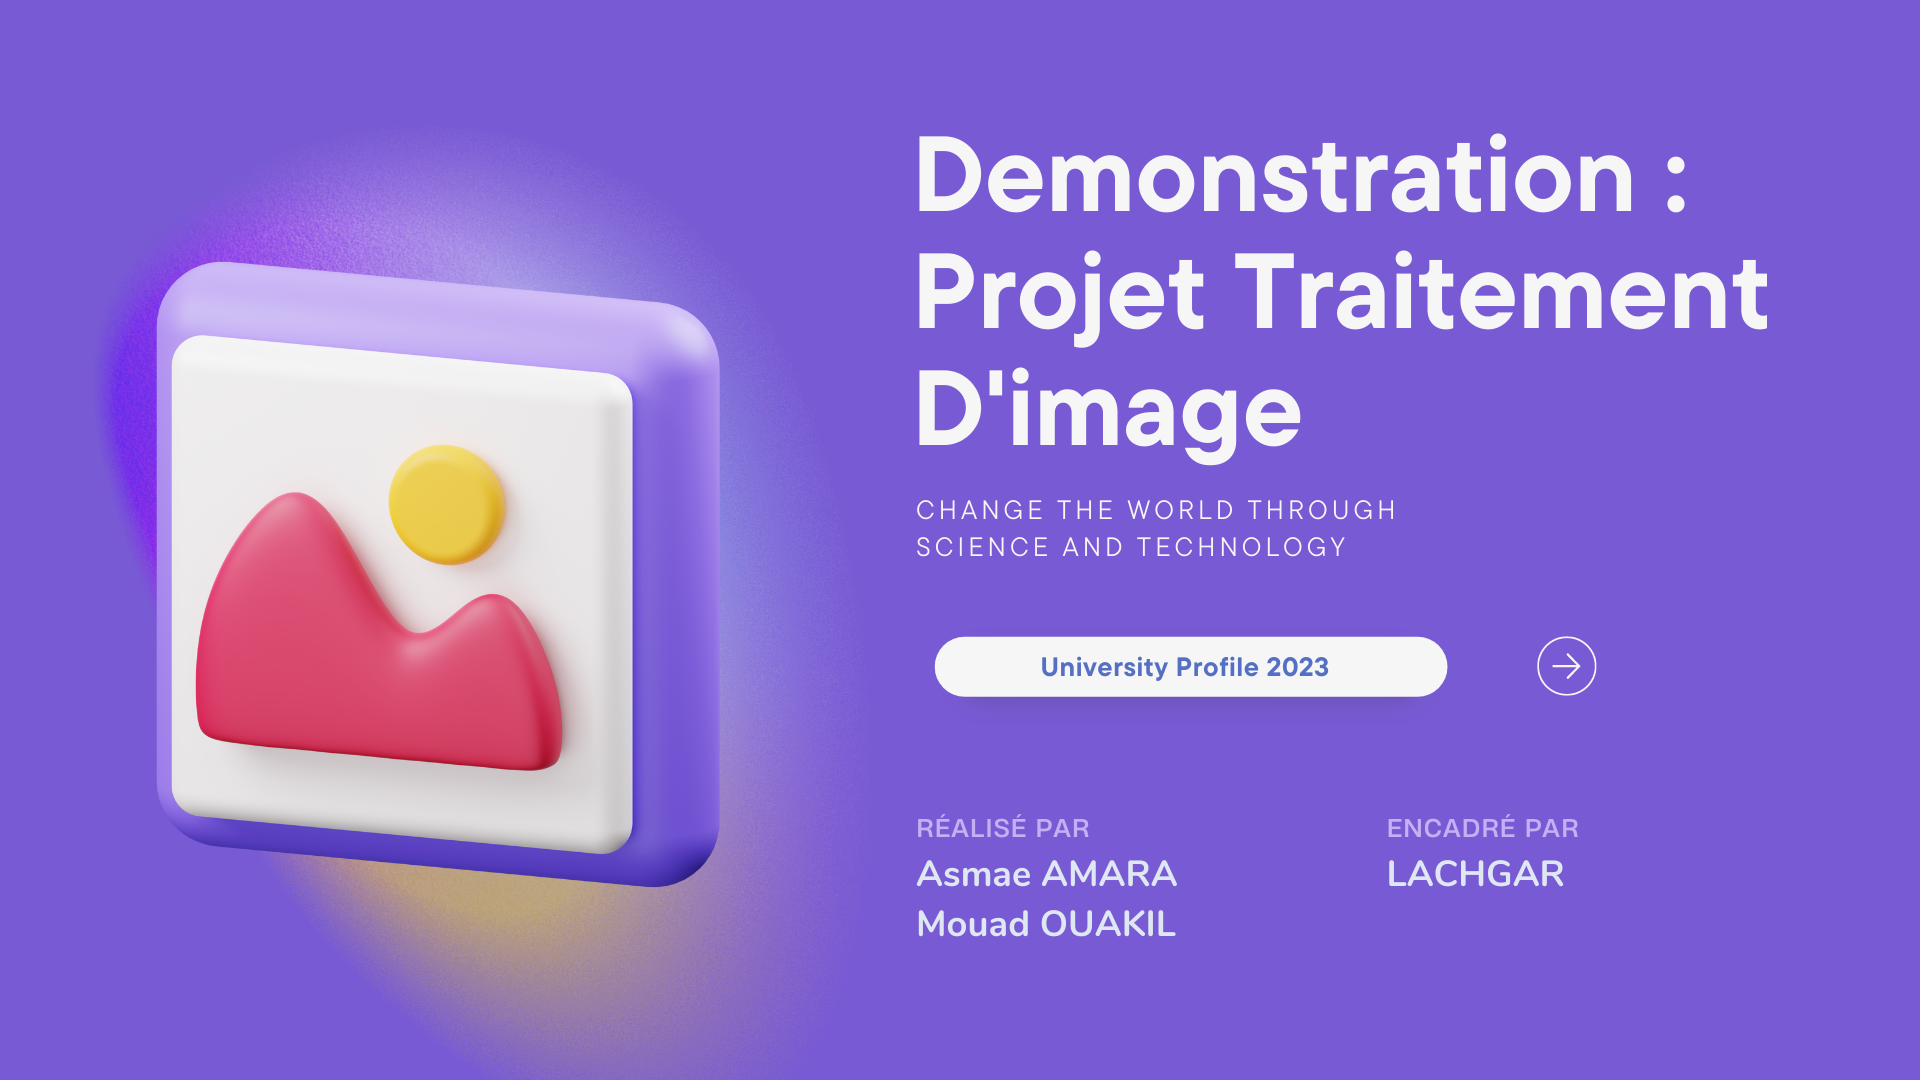 Demonstration :
Projet Traitement
D'image
CHANGE THE WORLD THROUGH
SCIENCE AND TECHNOLOGY
University Profile 2023
RÉALISÉ PAR
Asmae AMARA
Mouad OUAKIL
ENCADRÉ PAR
LACHGAR